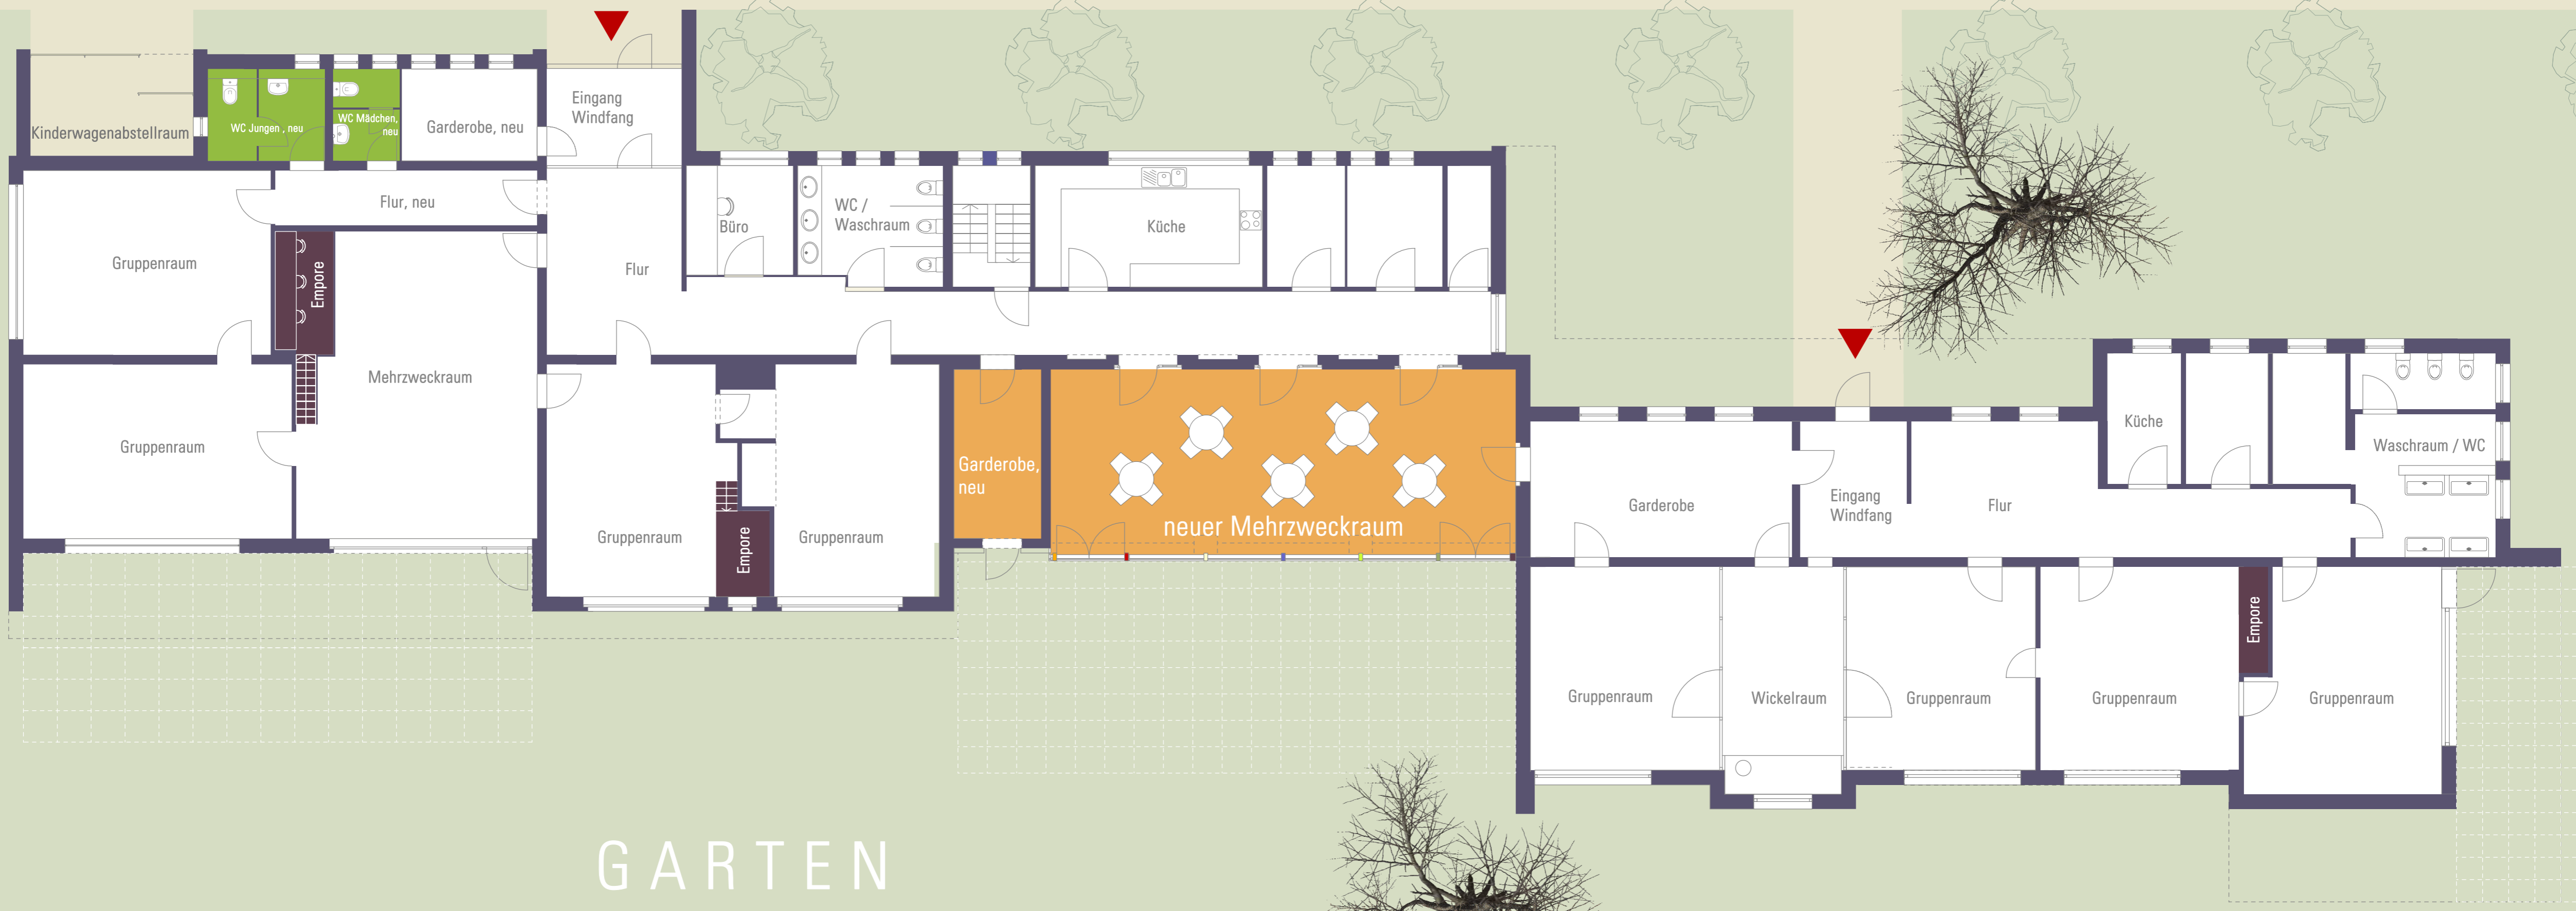 Kinderwagenabstellraum
WC Jungen , neu
WC Mädchen,
neu
Garderobe, neu
Eingang
Windfang
Flur, neu
Gruppenraum
Empore
Mehrzweckraum
Gruppenraum
Flur
Büro
WC /
Waschraum
Küche
Gruppenraum
Empore
Gruppenraum
Garderobe,
neu
neuer Mehrzweckraum
Garderobe
Eingang
Windfang
Flur
Küche
Waschraum / WC
Gruppenraum
Wickelraum
Gruppenraum
Gruppenraum
Empore
Gruppenraum
GARTEN